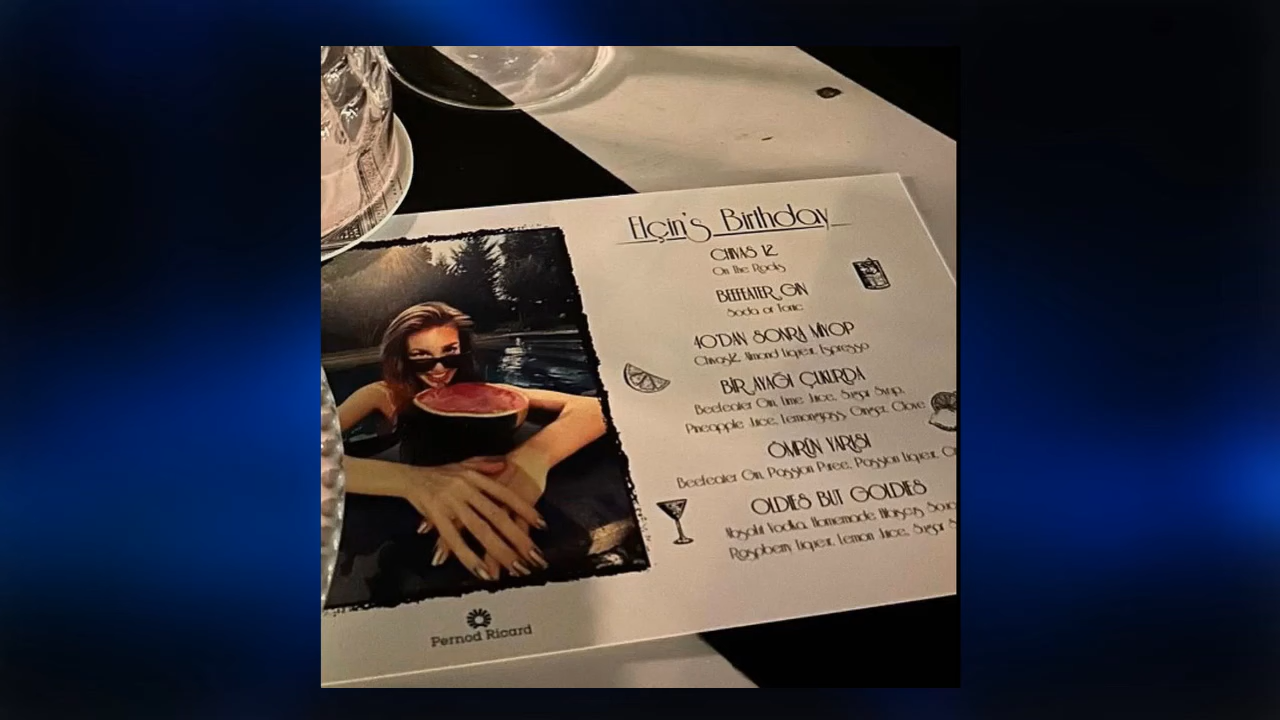 Elçin's Birthday
CHIVAS 12
On The Rocks
BEEFEATER GIN
Soda or Tonic
40'DAN SONRA MİYOP
Chivas12, Almond Liqueur, Espresso
BİR AYAĞI ÇUKURDA
Beefeater Gin, Lime Juice, Sugar Syrup,
Pineapple Juice, Lemongrass, Ginger, Clove
ÖMRÜN YARISI
Beefeater Gin, Passion Puree, Passion Liqueur,
OLDIES BUT GOLDIES
Absolut Vodka, Homemade
Raspberry Liqueur, Lemon Juice, Sugar
Pernod Ricard